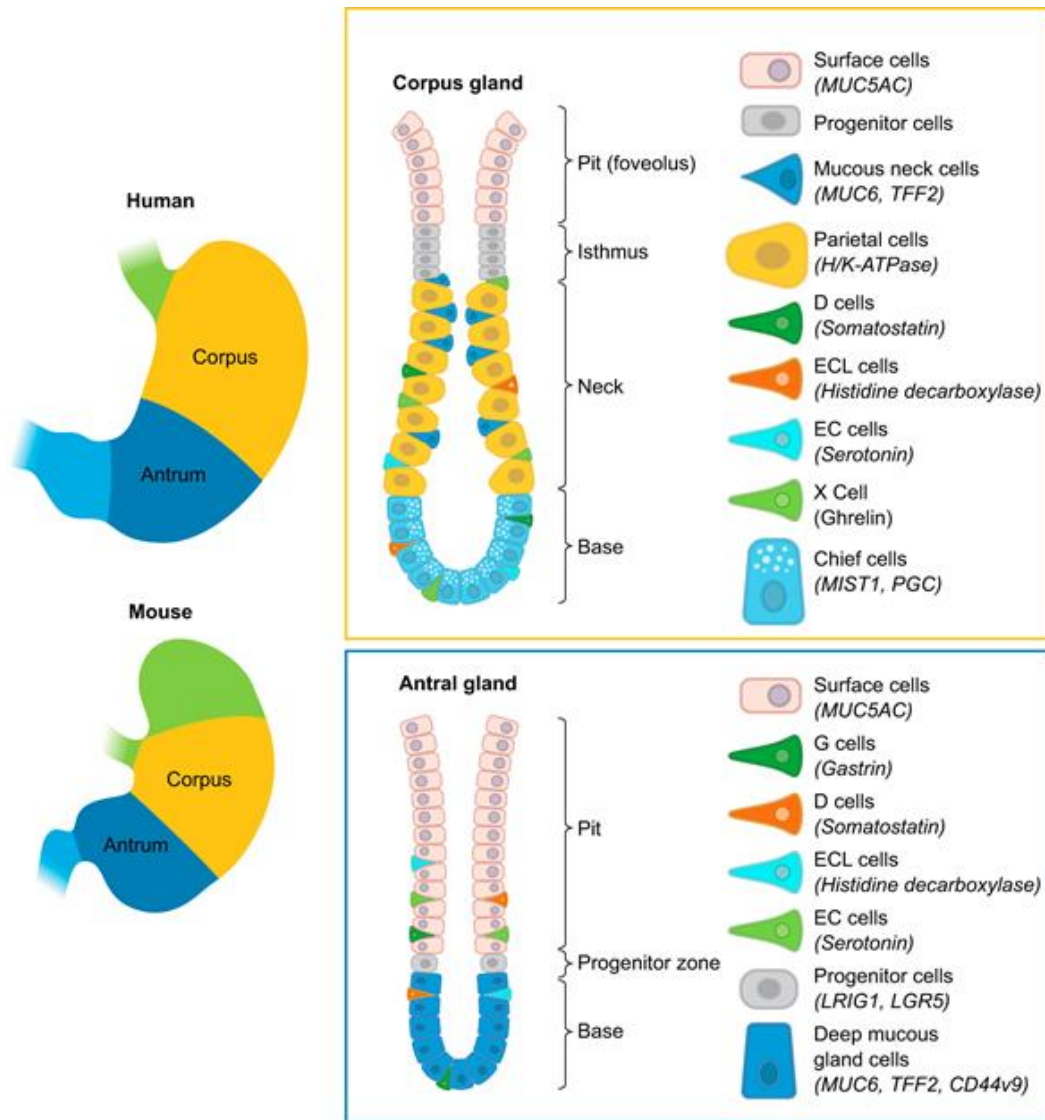 Human
Corpus
Antrum
Mouse
Corpus
Antrum
Corpus gland
Pit (foveolus)
Isthmus
Neck
Base
Surface cells
(MUC5AC)
Progenitor cells
Mucous neck cells
(MUC6, TFF2)
Parietal cells
(H/K-ATPase)
D cells
(Somatostatin)
ECL cells
(Histidine decarboxylase)
EC cells
(Serotonin)
X Cell
(Ghrelin)
Chief cells
(MIST1, PGC)
Antral gland
Pit
Progenitor zone
Base
Surface cells
(MUC5AC)
G cells
(Gastrin)
D cells
(Somatostatin)
ECL cells
(Histidine decarboxylase)
EC cells
(Serotonin)
Progenitor cells
(LRIG1, LGR5)
Deep mucous
gland cells
(MUC6, TFF2, CD44v9)